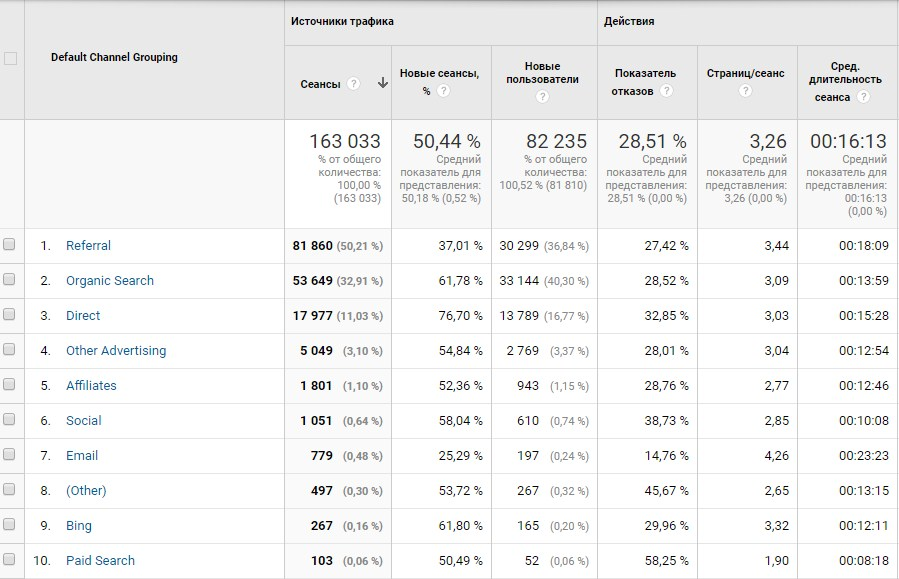 Источники трафика Действия
Default Channel Grouping
Сеансы ? Новые сеансы, % ? Новые пользователи ? Показатель отказов ? Страниц/сеанс ? Сред. длительность сеанса ?
163 033 50,44 % 82 235 28,51 % 3,26 00:16:13
% от общего количества: 100,00 % (163 033)
Средний показатель для представления: 50,18 % (0,52 %)
% от общего количества: 100,52 % (81 810)
Средний показатель для представления: 28,51 % (0,00 %)
Средний показатель для представления: 3,26 (0,00 %)
Средний показатель для представления: 00:16:13 (0,00 %)
1. Referral 81 860 (50,21 %) 37,01 % 30 299 (36,84 %) 27,42 % 3,44 00:18:09
2. Organic Search 53 649 (32,91 %) 61,78 % 33 144 (40,30 %) 28,52 % 3,09 00:13:59
3. Direct 17 977 (11,03 %) 76,70 % 13 789 (16,77 %) 32,85 % 3,03 00:15:28
4. Other Advertising 5 049 (3,10 %) 54,84 % 2 769 (3,37 %) 28,01 % 3,04 00:12:54
5. Affiliates 1 801 (1,10 %) 52,36 % 943 (1,15 %) 28,76 % 2,77 00:12:46
6. Social 1 051 (0,64 %) 58,04 % 610 (0,74 %) 38,73 % 2,85 00:10:08
7. Email 779 (0,48 %) 25,29 % 197 (0,24 %) 14,76 % 4,26 00:23:23
8. (Other) 497 (0,30 %) 53,72 % 267 (0,32 %) 45,67 % 2,65 00:13:15
9. Bing 267 (0,16 %) 61,80 % 165 (0,20 %) 29,96 % 3,32 00:12:11
10. Paid Search 103 (0,06 %) 50,49 % 52 (0,06 %) 58,25 % 1,90 00:08:18